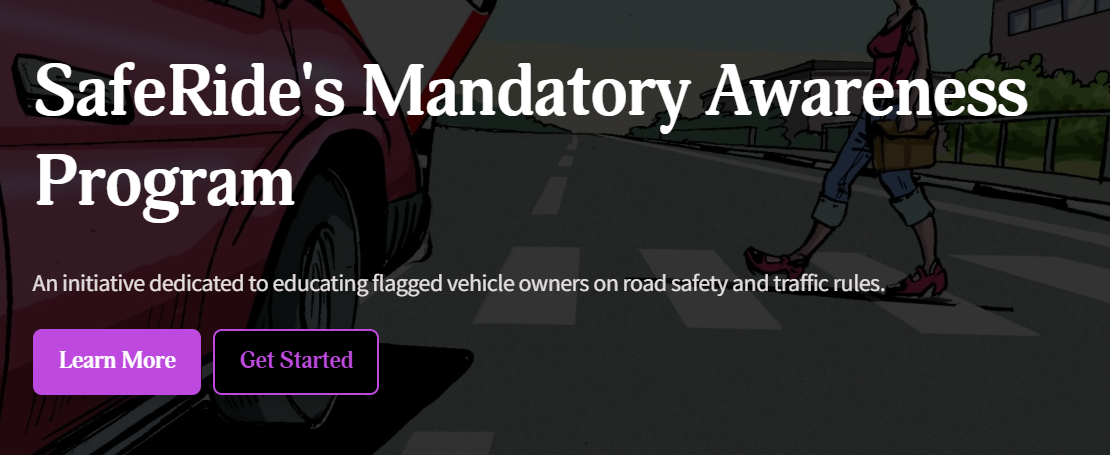 SafeRide's Mandatory Awareness
Program
An initiative dedicated to educating flagged vehicle owners on road safety and traffic rules.
Learn More
Get Started